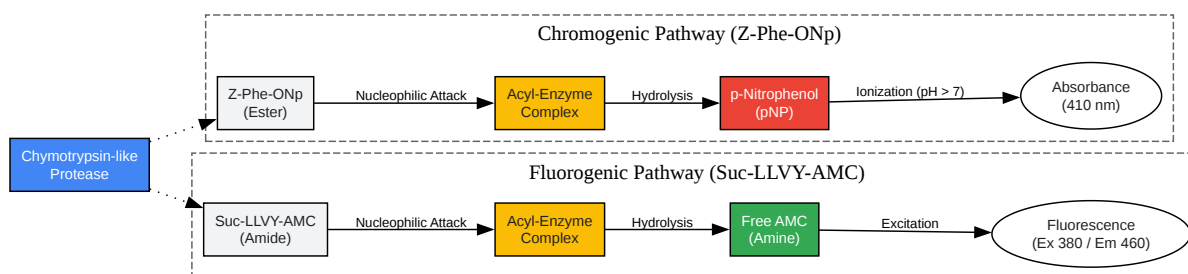 Chromogenic Pathway (Z-Phe-ONp)
Z-Phe-ONp
(Ester)
Nucleophilic Attack
Acyl-Enzyme
Complex
Hydrolysis
p-Nitrophenol
(pNP)
Ionization (pH > 7)
Absorbance
(410 nm)
Chymotrypsin-like
Protease
Fluorogenic Pathway (Suc-LLVY-AMC)
Suc-LLVY-AMC
(Amide)
Nucleophilic Attack
Acyl-Enzyme
Complex
Hydrolysis
Free AMC
(Amine)
Excitation
Fluorescence
(Ex 380 / Em 460)